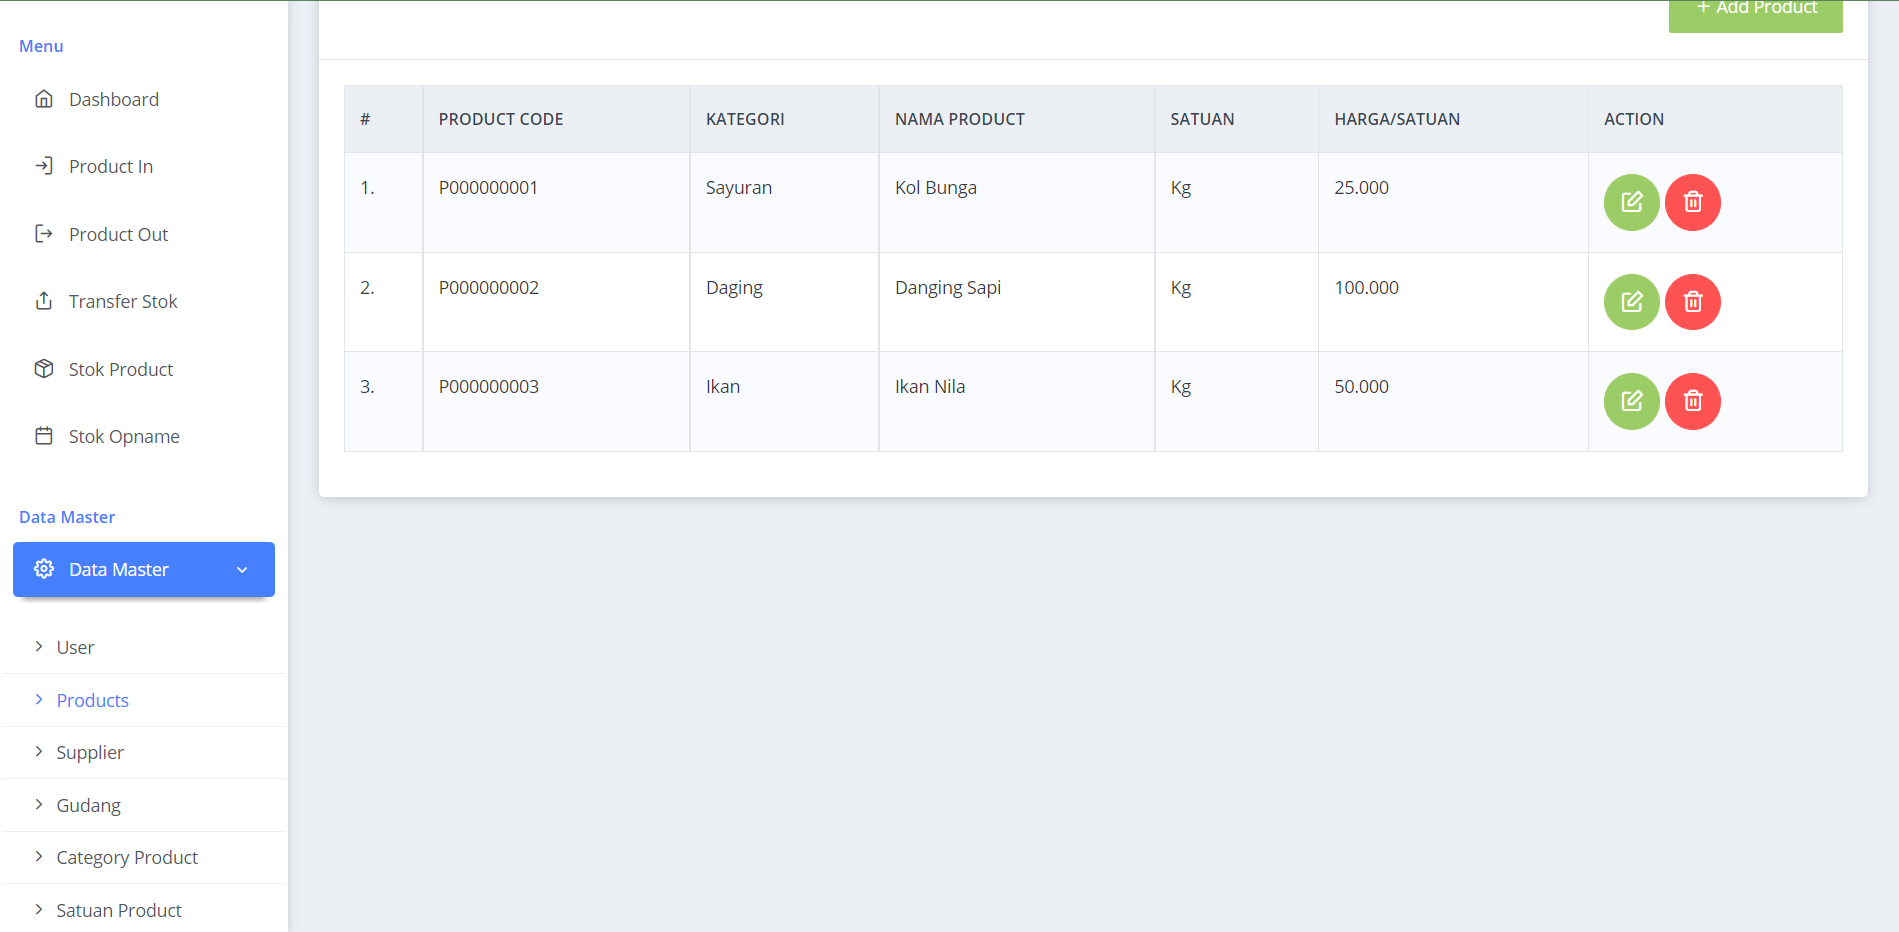 Menu
Dashboard
Product In
Product Out
Transfer Stok
Stok Product
Stok Opname
Data Master
Data Master
User
Products
Supplier
Gudang
Category Product
Satuan Product
+ Add Product
# PRODUCT CODE KATEGORI NAMA PRODUCT SATUAN HARGA/SATUAN ACTION
1. P000000001 Sayuran Kol Bunga Kg 25.000
2. P000000002 Daging Danging Sapi Kg 100.000
3. P000000003 Ikan Ikan Nila Kg 50.000